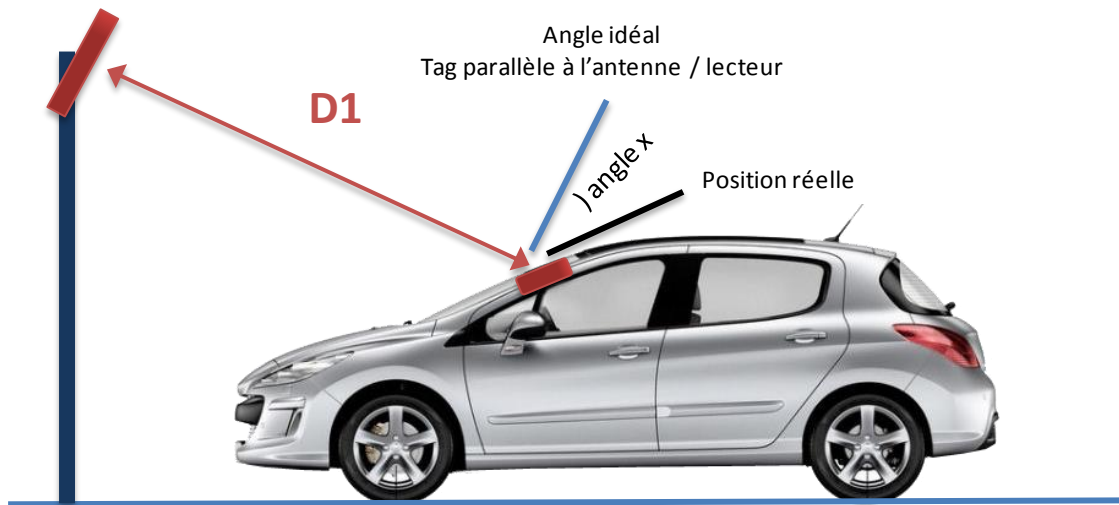 Angle idéal
Tag parallèle à l’antenne / lecteur
D1
) angle x
Position réelle